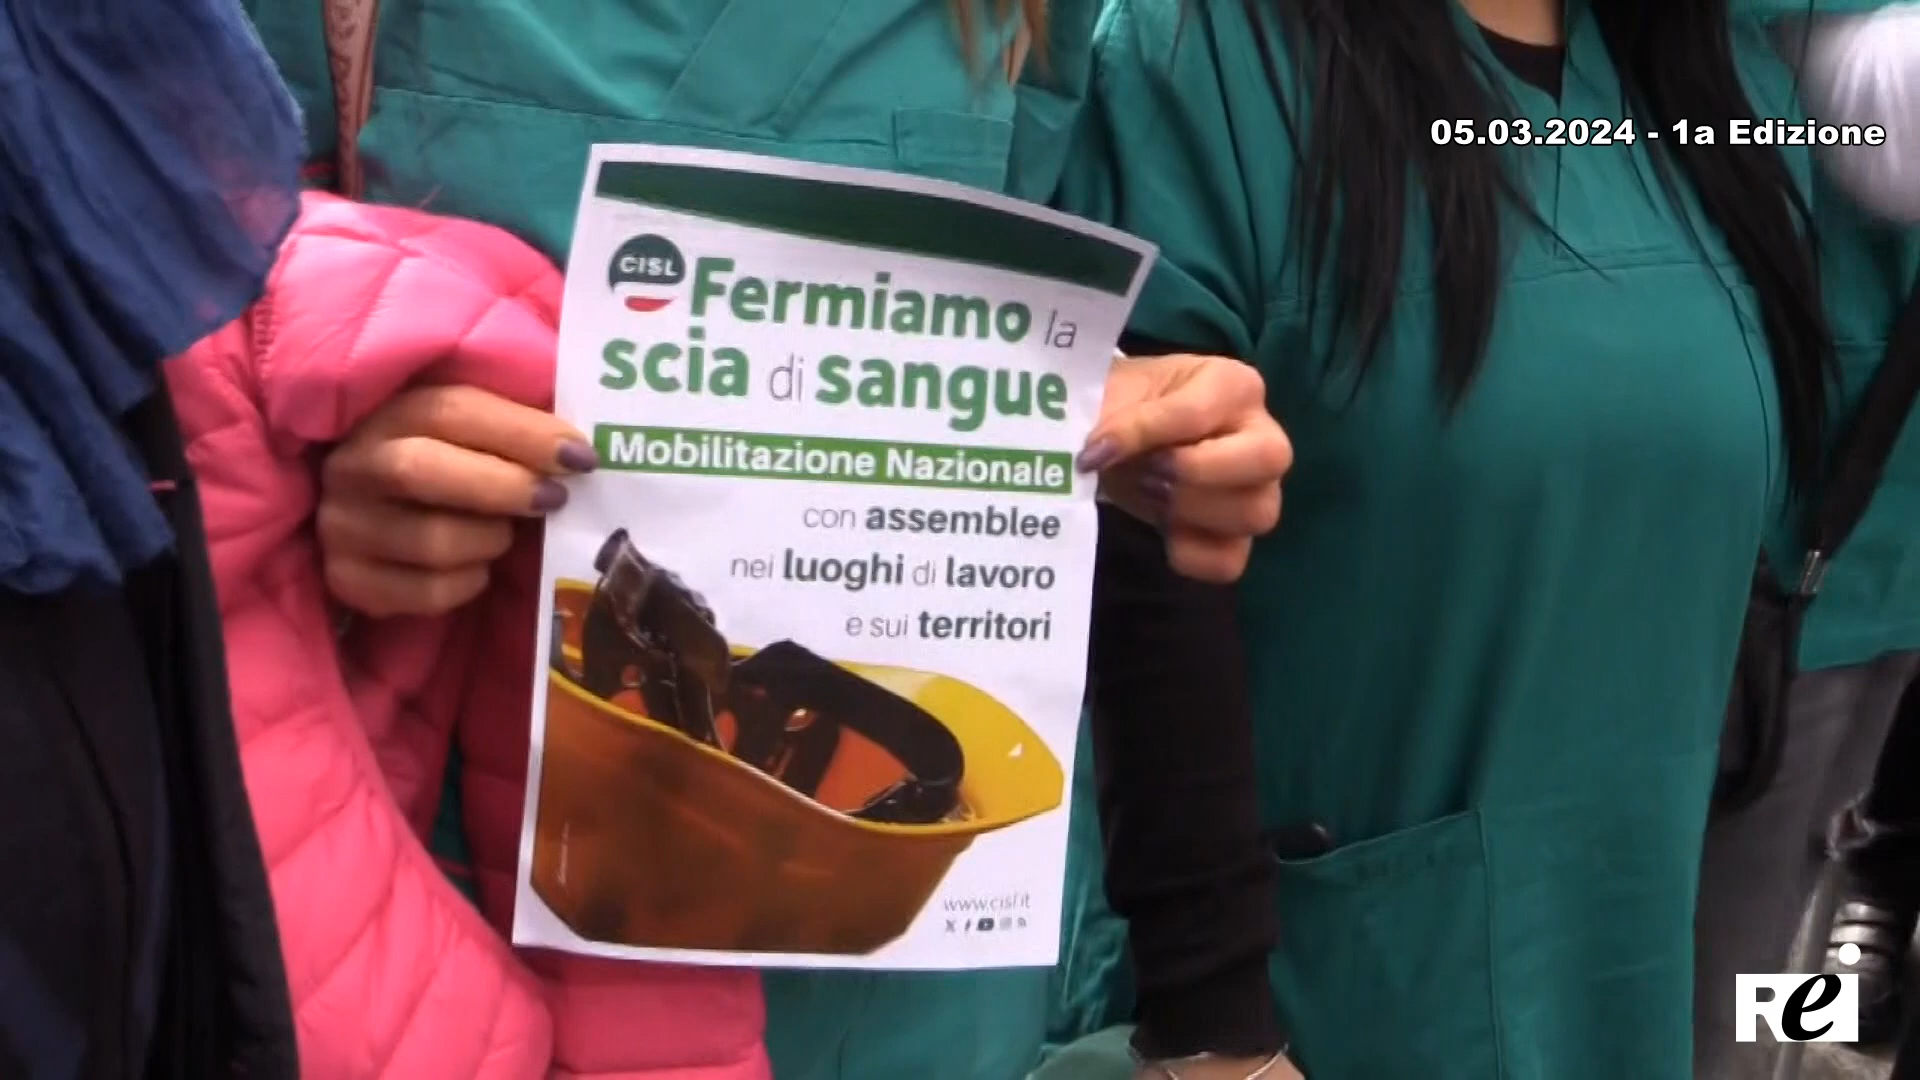 05.03.2024 - 1a Edizione
CISL
Fermiamo la
scia di sangue
Mobilitazione Nazionale
con assemblee
nei luoghi di lavoro
e sui territori
www.cisl.it
Re